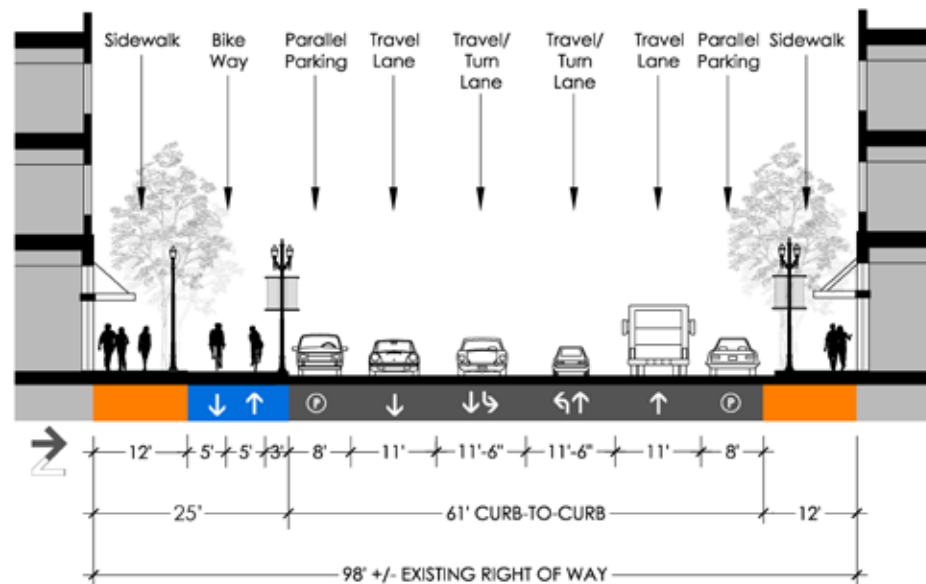 Sidewalk
Bike
Way
Parallel
Parking
Travel
Lane
Travel/
Turn
Lane
Travel/
Turn
Lane
Travel
Lane
Parallel
Parking
Sidewalk
P
P
N
12'
5'
5'
3'
8'
11'
11'-6"
11'-6"
11'
8'
25'
61' CURB-TO-CURB
12'
98' +/- EXISTING RIGHT OF WAY